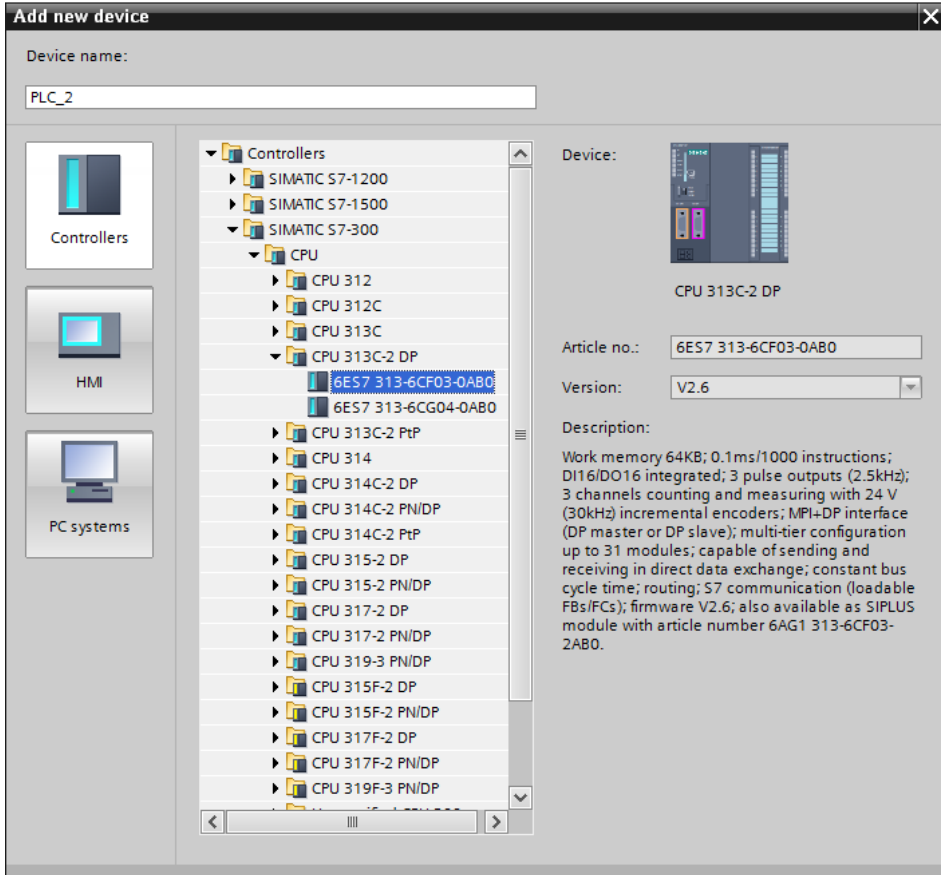 Add new device
Device name:
PLC_2
Controllers
HMI
PC systems
Controllers
SIMATIC S7-1200
SIMATIC S7-1500
SIMATIC S7-300
CPU
CPU 312
CPU 312C
CPU 313C
CPU 313C-2 DP
6ES7 313-6CF03-0AB0
6ES7 313-6CG04-0AB0
CPU 313C-2 PtP
CPU 314
CPU 314C-2 DP
CPU 314C-2 PN/DP
CPU 314C-2 PtP
CPU 315-2 DP
CPU 315-2 PN/DP
CPU 317-2 DP
CPU 317-2 PN/DP
CPU 319-3 PN/DP
CPU 315F-2 DP
CPU 315F-2 PN/DP
CPU 317F-2 DP
CPU 317F-2 PN/DP
CPU 319F-3 PN/DP
Device:
CPU 313C-2 DP
Article no.: 6ES7 313-6CF03-0AB0
Version: V2.6
Description:
Work memory 64KB; 0.1ms/1000 instructions;
DI16/DO16 integrated; 3 pulse outputs (2.5kHz);
3 channels counting and measuring with 24 V
(30kHz) incremental encoders; MPI+DP interface
(DP master or DP slave); multi-tier configuration
up to 31 modules; capable of sending and
receiving in direct data exchange; constant bus
cycle time; routing; S7 communication (loadable
FBs/FCs); firmware V2.6; also available as SIPLUS
module with article number 6AG1 313-6CF03-
2AB0.